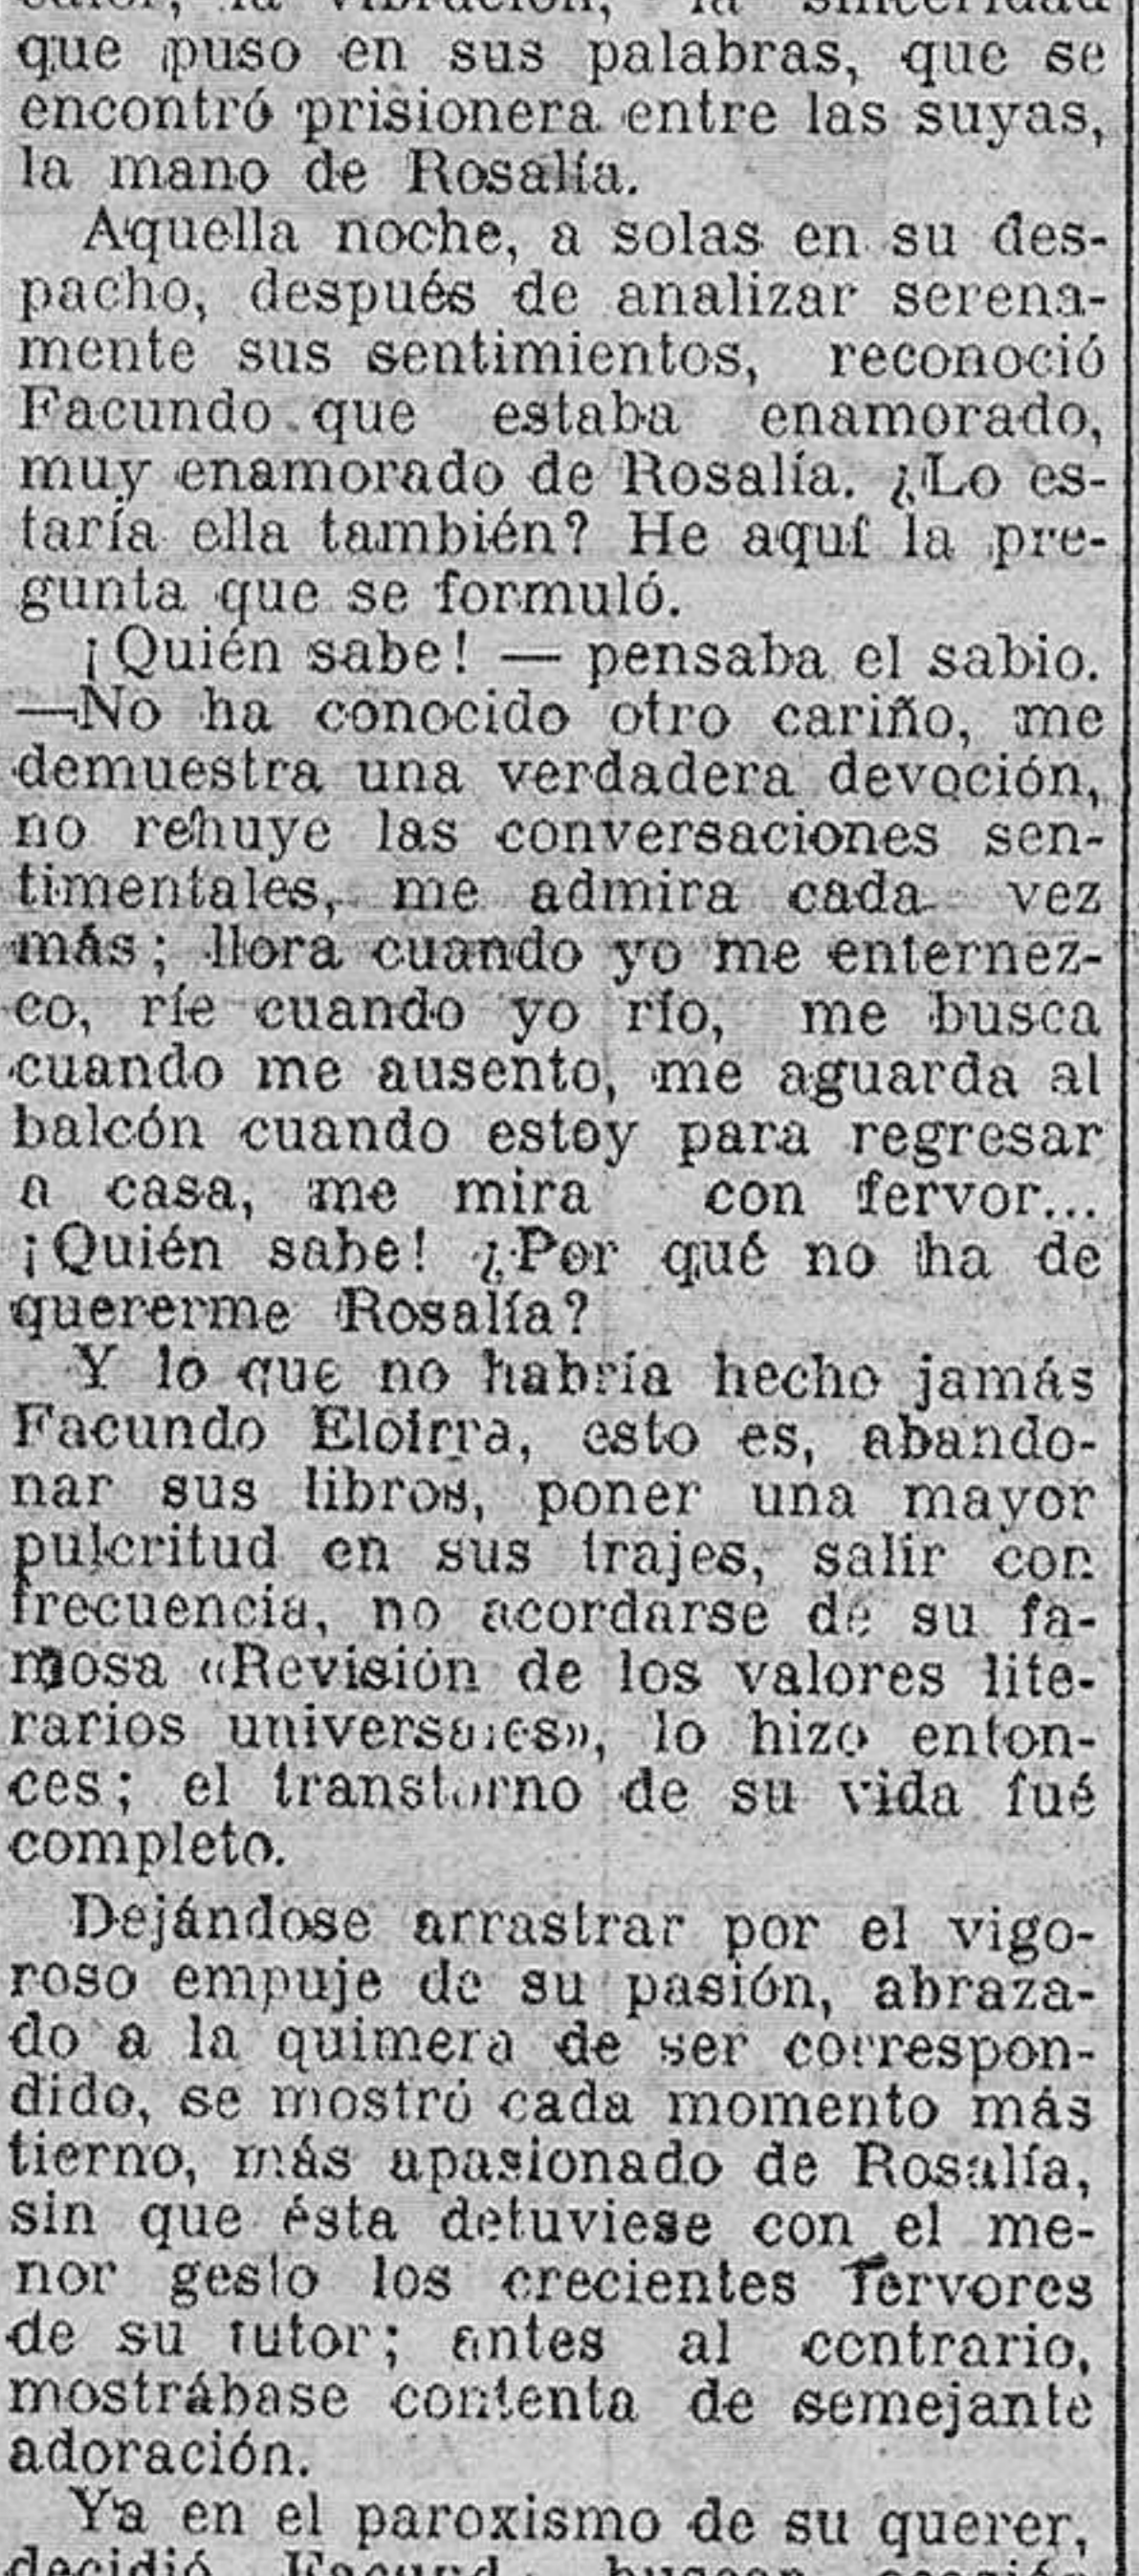 que puso en sus palabras, que se
encontró prisionera entre las suyas,
la mano de Rosalía.
Aquella noche, a solas en su des-
pacho, después de analizar serena-
mente sus sentimientos, reconoció
Facundo que estaba enamorado,
muy enamorado de Rosalía. ¿Lo es-
taría ella también? He aquí la pre-
gunta que se formuló.
¡Quién sabe! — pensaba el sabio.
—No ha conocido otro cariño, me
demuestra una verdadera devoción,
no rehuye las conversaciones sen-
timentales, me admira cada vez
más; llora cuando yo me enternez-
co, ríe cuando yo río, me busca
cuando me ausento, me aguarda al
balcón cuando estoy para regresar
a casa, me mira con fervor...
¡Quién sabe! ¿Por qué no ha de
quererme Rosalía?
Y lo que no habría hecho jamás
Facundo esto es, abando-
nar sus libros, poner una mayor
pulcritud en sus trajes, salir con
frecuencia, no acordarse de su fa-
mosa «Revisión de los valores lite-
rarios universales», lo hizo enton-
ces; el transtorno de su vida fué
completo.
Dejándose arrastrar por el vigo-
roso empuje de su pasión, abraza-
do a la quimera de ser correspon-
dido, se mostró cada momento más
tierno, más apasionado de Rosalía,
sin que ésta detuviese con el me-
nor gesto los crecientes fervores
de su tutor; antes al contrario,
mostrábase contenta de semejante
adoración.
Ya en el paroxismo de su querer,